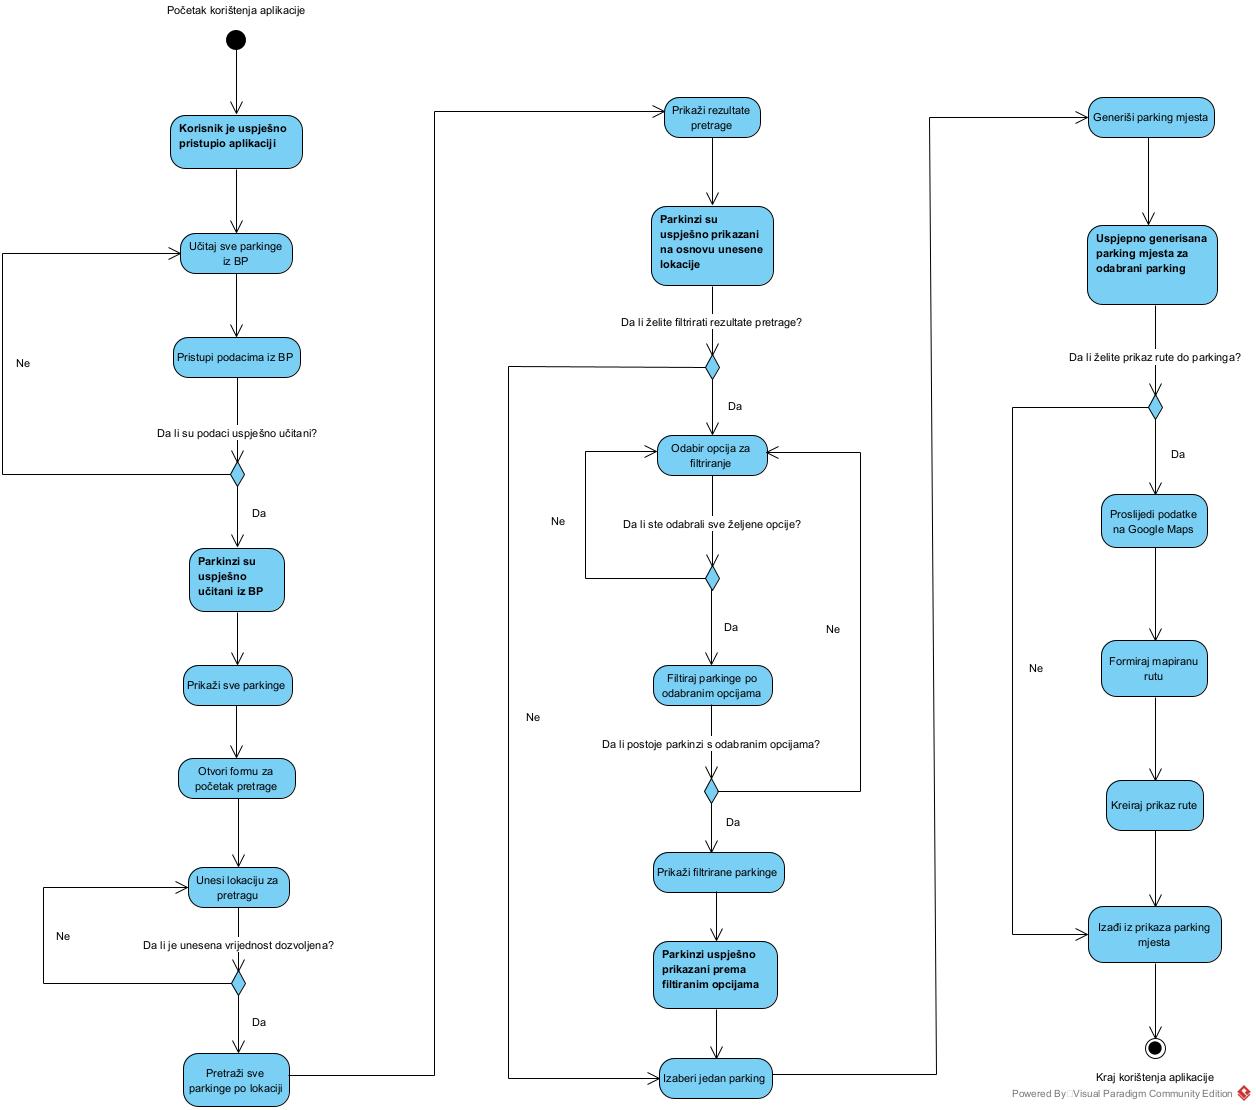 Početak korištenja aplikacije
Korisnik je uspješno
pristupio aplikaciji
Učitaj sve parkinge
iz BP
Ne
Pristupi podacima iz BP
Da li su podaci uspješno učitani?
Da
Parkinzi su
uspješno
učitani iz BP
Prikaži sve parkinge
Otvori formu za
početak pretrage
Unesi lokaciju za
pretragu
Ne
Da li je unesena vrijednost dozvoljena?
Da
Pretraži sve
parkinge po lokaciji
Prikaži rezultate
pretrage
Parkinzi su
uspješno prikazani
na osnovu unesene
lokacije
Da li želite filtrirati rezultate pretrage?
Da
Odabir opcija za
filtriranje
Ne
Da li ste odabrali sve željene opcije?
Da
Ne
Filtiraj parkinge po
odabranim opcijama
Ne
Da li postoje parkinzi s odabranim opcijama?
Da
Prikaži filtrirane parkinge
Parkinzi uspješno
prikazani prema
filtiranim opcijama
Izaberi jedan parking
Generiši parking mjesta
Uspjepno generisana
parking mjesta za
odabrani parking
Da li želite prikaz rute do parkinga?
Da
Proslijedi podatke
na Google Maps
Ne
Formiraj mapiranu
rutu
Kreiraj prikaz rute
Izađi iz prikaza parking
mjesta
Kraj korištenja aplikacije
Powered By Visual Paradigm Community Edition